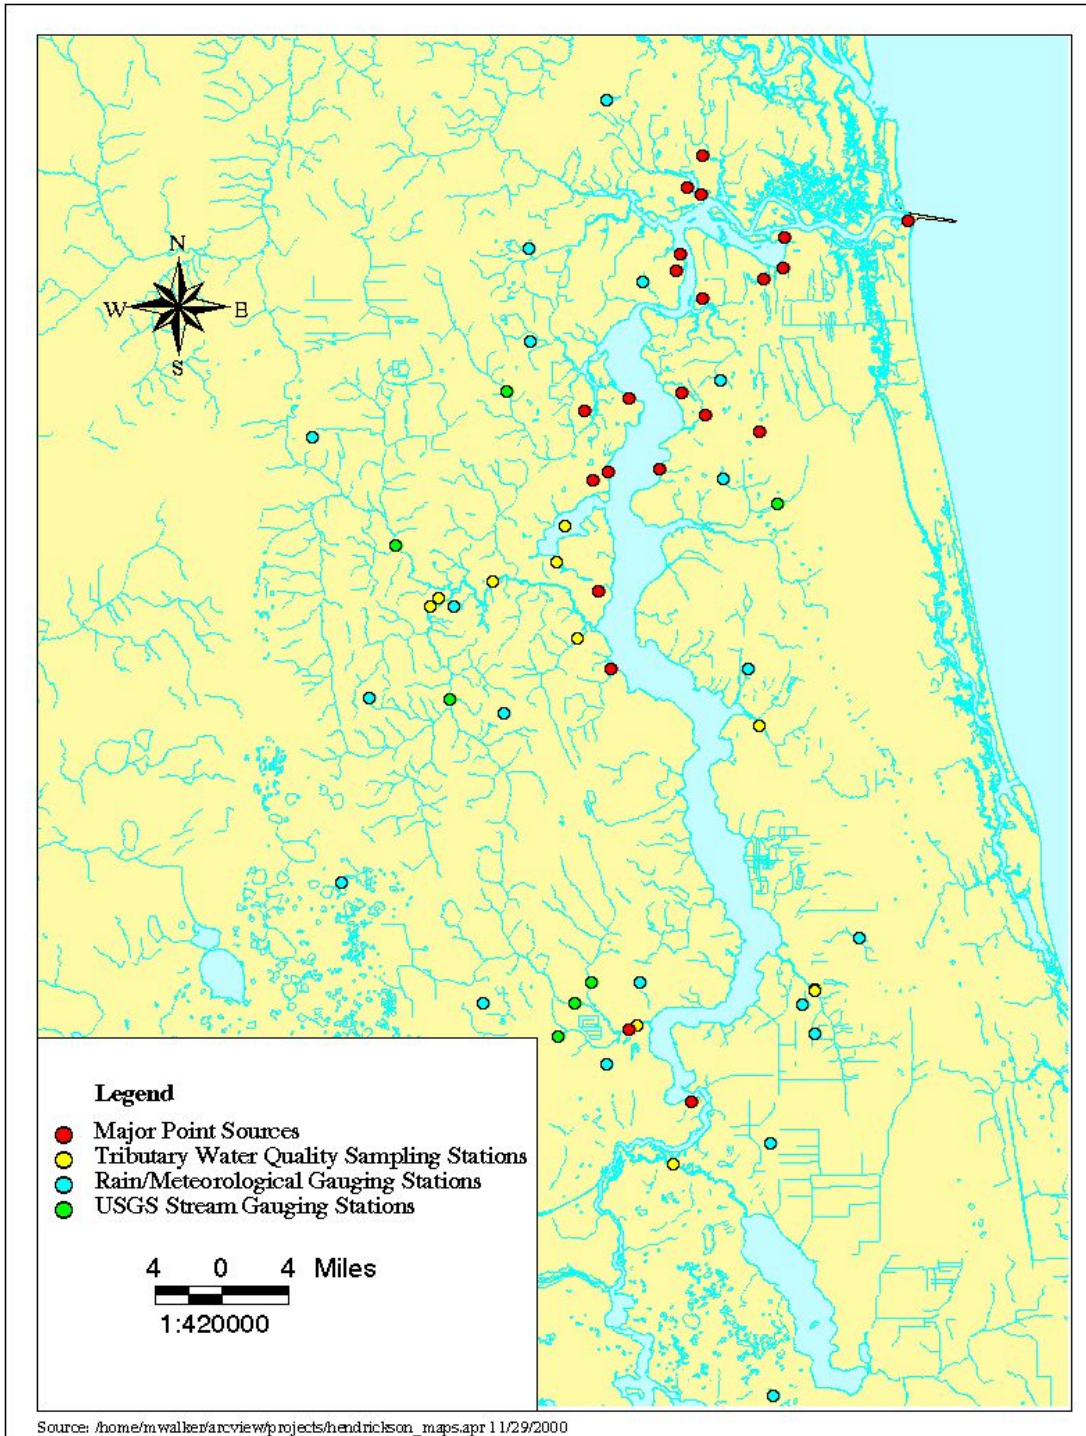 N
W E
S
Legend
Major Point Sources
Tributary Water Quality Sampling Stations
Rain/Meteorological Gauging Stations
USGS Stream Gauging Stations
4 0 4 Miles
1:420000
Source: /home/mwalker/arcview/projects/hendrickson_maps.apr 11/29/2000